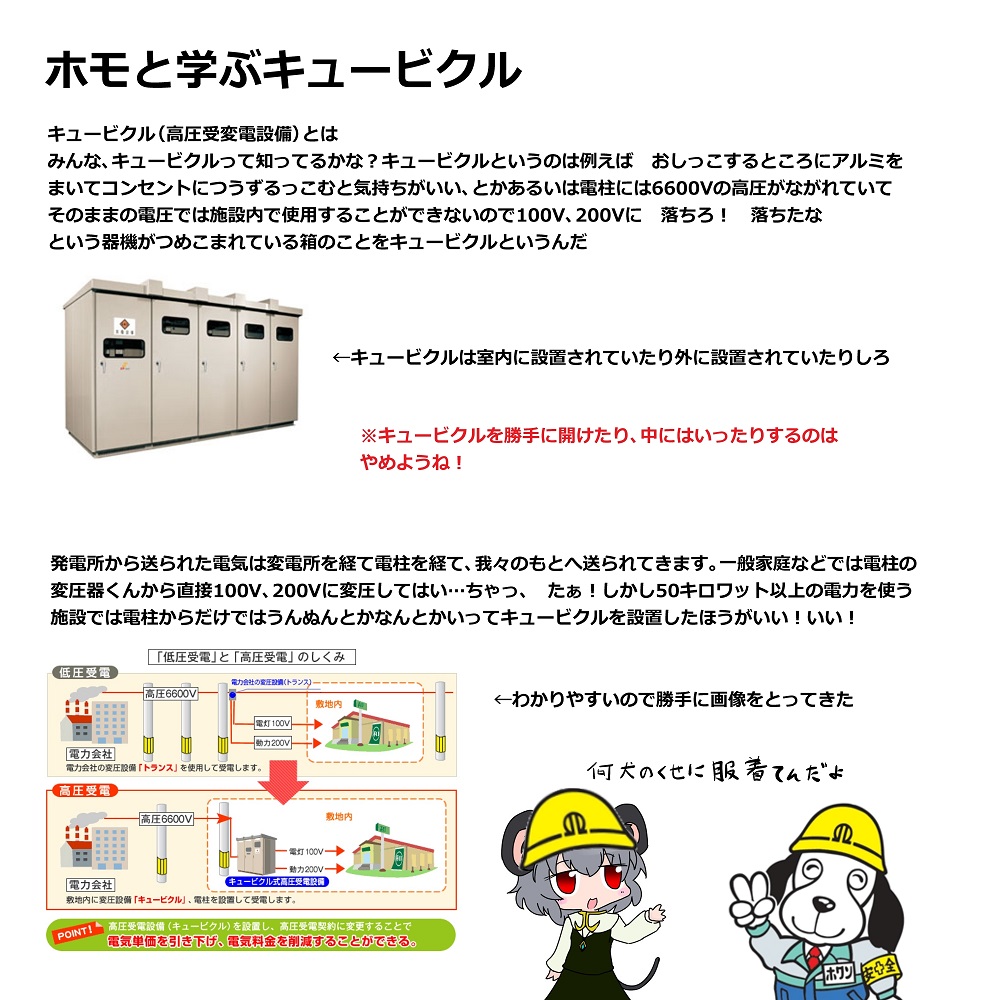 ホモと学ぶキュービクル
キュービクル(高圧受変電設備)とは
みんな、キュービクルって知ってるかな？キュービクルというのは例えば　おしっこするところにアルミを
まいてコンセントにつうずるっこむと気持ちがいい、とかあるいは電柱には6600Vの高圧がながれていて
そのままの電圧では施設内で使用することができないので100V、200Vに　落ちろ！　落ちたな
という器機がつめこまれている箱のことをキュービクルというんだ
←キュービクルは室内に設置されていたり外に設置されていたりしろ
※キュービクルを勝手に開けたり、中にはいったりするのは
やめようね！
発電所から送られた電気は変電所を経て電柱を経て、我々のもとへ送られてきます。一般家庭などでは電柱の
変圧器くんから直接100V、200Vに変圧してはい…ちゃっ、　たぁ！しかし50キロワット以上の電力を使う
施設では電柱からだけではうんぬんとかなんとかいってキュービクルを設置したほうがいい！いい！
「低圧受電」と「高圧受電」のしくみ
低圧受電
高圧6600V
電力会社の変圧設備(トランス)
敷地内
電灯100V
動力200V
電力会社
電力会社の変圧設備「トランス」を使用して受電します。
高圧受電
高圧6600V
敷地内
電灯100V
動力200V
電力会社
キュービクル式高圧受電設備
敷地内に変圧設備「キュービクル」、電柱を設置して受電します。
POINT!
高圧受電設備(キュービクル)を設置し、高圧受電契約に変更することで
電気単価を引き下げ、電気料金を削減することができる。
←わかりやすいので勝手に画像をとってきた
何犬のくせに服着てんだよ
ホワン
安全